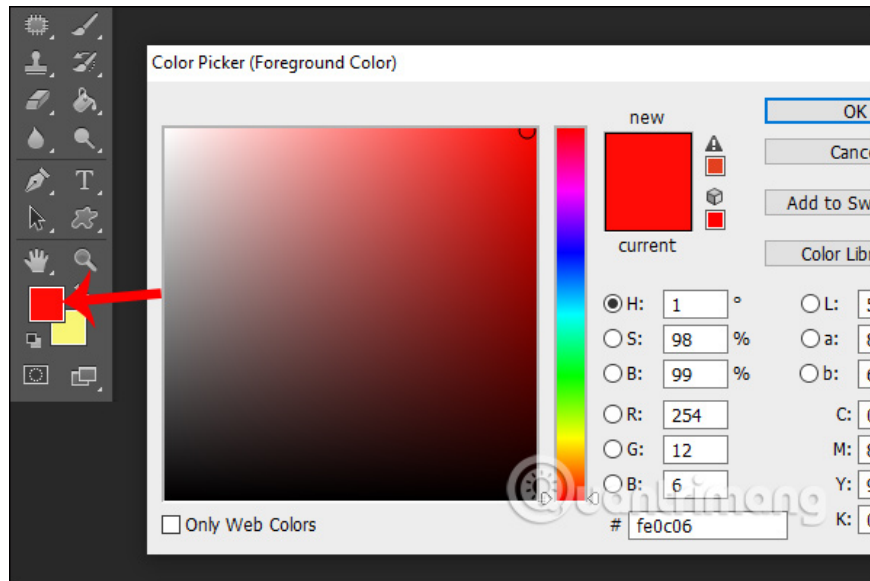 Color Picker (Foreground Color)
new
current
OK
Canc
Add to Sw
Color Libr
H: 1 °
S: 98 %
B: 99 %
R: 254
G: 12
B: 6
# fe0c06
L:
a:
b:
C:
M:
Y:
K:
Only Web Colors
T
Quantrimang